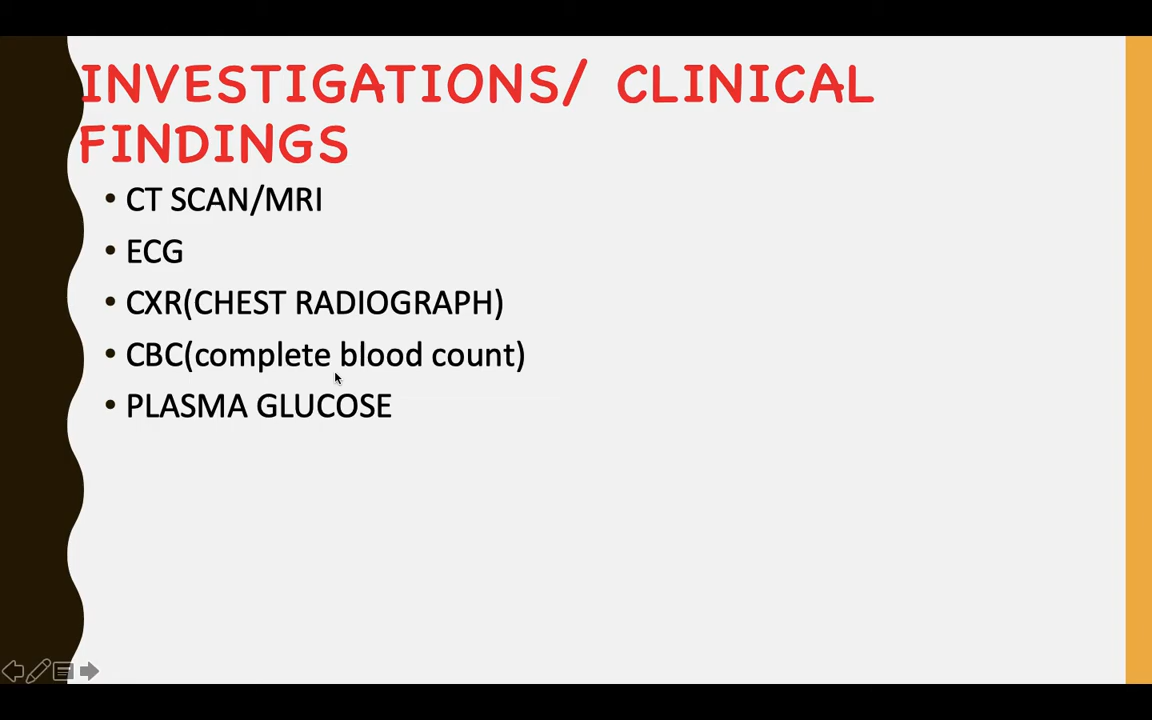 INVESTIGATIONS/ CLINICAL
FINDINGS
• CT SCAN/MRI
• ECG
• CXR(CHEST RADIOGRAPH)
• CBC(complete blood count)
• PLASMA GLUCOSE